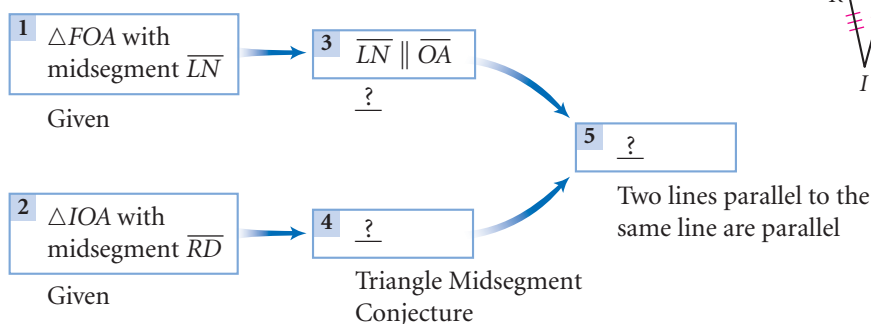 1
△FOA with
midsegment LN
Given
3
LN ∥ OA
?
2
△IOA with
midsegment RD
Given
4
?
Triangle Midsegment
Conjecture
5
?
Two lines parallel to the
same line are parallel
I